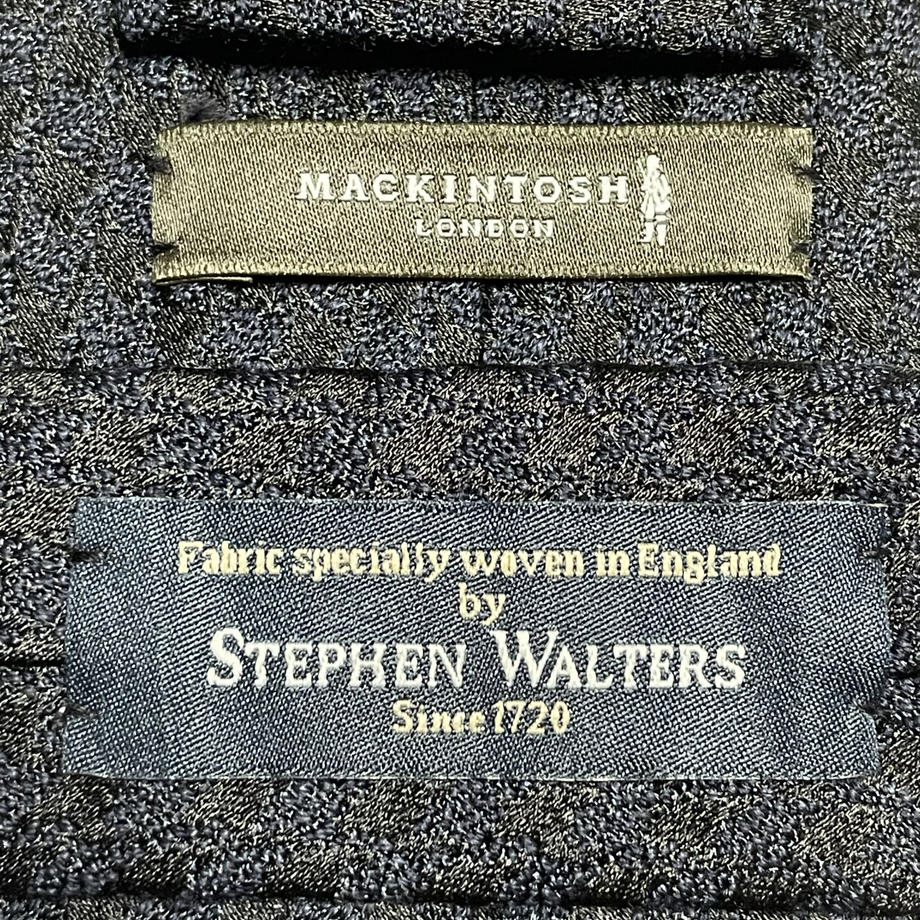 MACKINTOSH
LONDON
Fabric specially woven in England
by
STEPHEN WALTERS
Since 1720